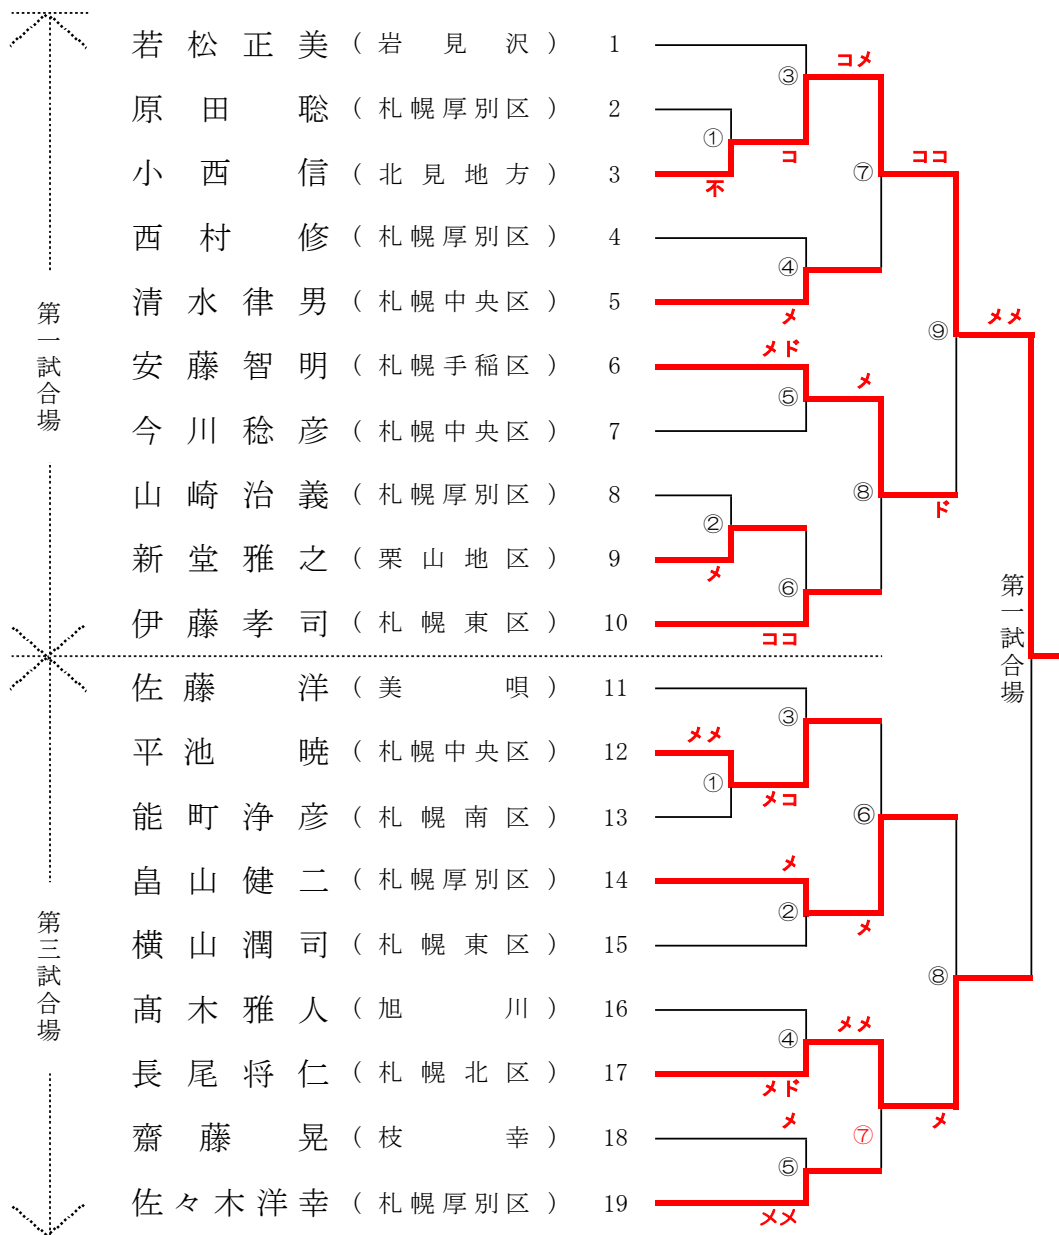 若松正美（岩見沢） 1
③
コメ
原田聡（札幌厚別区） 2
①
コ
コココ
小西信（北見地方） 3
不
⑦
西村修（札幌厚別区） 4
④
清水律男（札幌中央区） 5
メ
第一試合場
⑨
メメ
メド
安藤智明（札幌手稲区） 6
⑤
メ
今川稔彦（札幌中央区） 7
山崎治義（札幌厚別区） 8
②
⑧
ド
新堂雅之（栗山地区） 9
メ
⑥
伊藤孝司（札幌東区） 10
ココ
第一試合場
佐藤洋（美唄） 11
③
平池暁（札幌中央区） 12
メメ
①
メコ
能町浄彦（札幌南区） 13
⑥
畠山健二（札幌厚別区） 14
メ
②
メ
横山潤司（札幌東区） 15
第三試合場
⑧
髙木雅人（旭川） 16
④
メメ
長尾将仁（札幌北区） 17
メド
メ
齋藤晃（枝幸） 18
メ
⑦
⑤
佐々木洋幸（札幌厚別区） 19
メメ